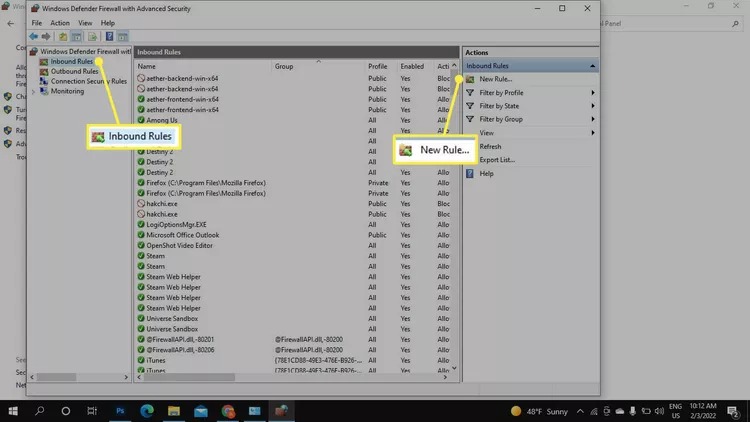 Windows Defender Firewall with Advanced Security
File Action View Help
Windows Defender Firewall witl
Inbound Rules
Outbound Rules
Connection Security Rules
Monitoring
Inbound Rules
Inbound Rules
Name Group Profile Enabled Acti
aether-backend-win-x64 Public Yes Bloc
aether-frontend-win-x64 Public Yes Bloc
aether-backend-win-x64 Public Yes Allo
aether-frontend-win-x64 Public Yes Allo
Among Us All Yes Allo
All Yes
All Yes
Destiny 2 All Yes
Destiny 2 All Yes
Destiny 2 All Yes Allo
Firefox (C:\Program Files\Mozilla Firefox) Private Yes Allo
Firefox (C:\Program Files\Mozilla Firefox) Private Yes Allo
hakchi.exe Public Yes Bloc
hakchi.exe Public Yes Bloc
LogiOptionsMgr.EXE All Yes Allo
Microsoft Office Outlook Public Yes Allo
OpenShot Video Editor All Yes Allo
Steam All Yes Allo
Steam All Yes Allo
Steam Web Helper All Yes Allo
Steam Web Helper All Yes Allo
Steam Web Helper All Yes Allo
Steam Web Helper All Yes Allo
Universe Sandbox All Yes Allo
Universe Sandbox All Yes Allo
@FirewallAPI.dll,-80201 @FirewallAPI.dll,-80200 All Yes Allo
@FirewallAPI.dll,-80206 @FirewallAPI.dll,-80200 All Yes Allo
iTunes {78E1CD88-49E3-476E-B926-... All Yes Allo
iTunes {78E1CD88-49E3-476E-B926-... All Yes Allo
Actions
Inbound Rules
New Rule...
Filter by Profile
Filter by State
Filter by Group
View
Refresh
Export List...
Help
New Rule...
48°F Sunny
ENG
US
10:12 AM
2/3/2022
2